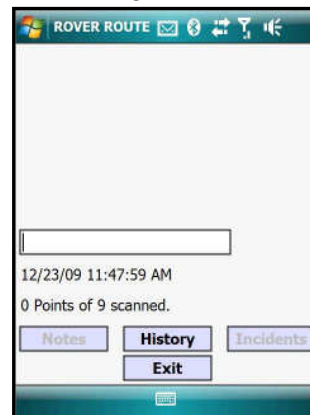 ROVER ROUTE
12/23/09 11:47:59 AM
0 Points of 9 scanned.
Notes History Incidents
Exit